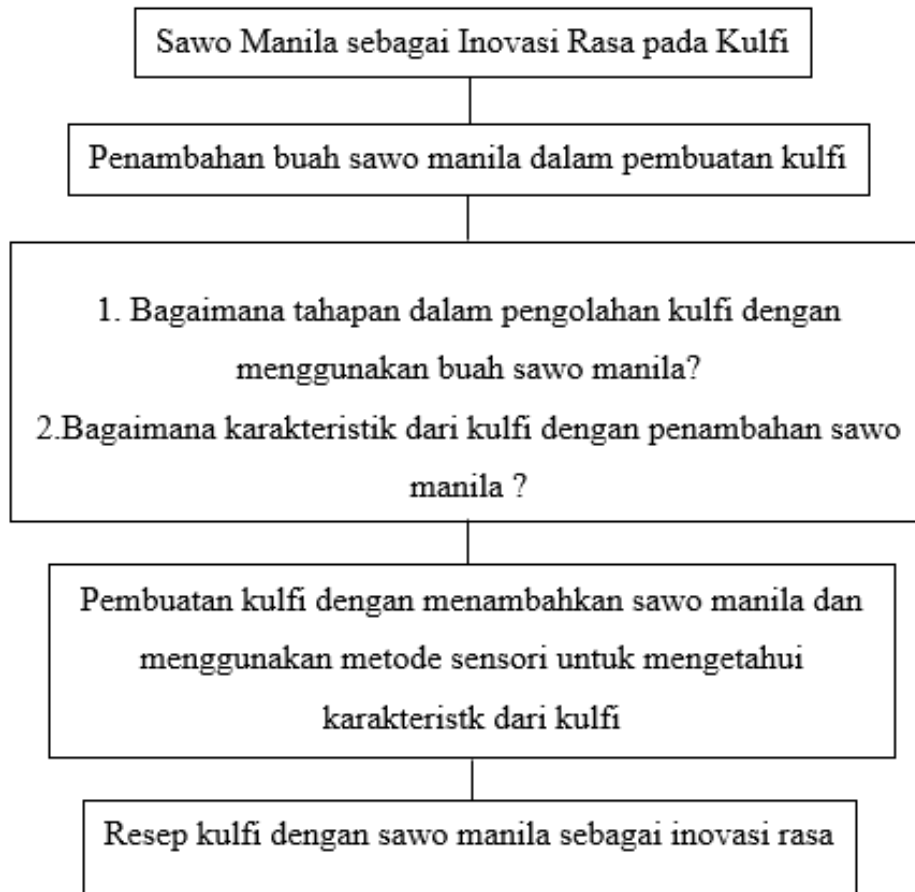 Sawo Manila sebagai Inovasi Rasa pada Kulfi
Penambahan buah sawo manila dalam pembuatan kulfi
1. Bagaimana tahapan dalam pengolahan kulfi dengan
menggunakan buah sawo manila?
2.Bagaimana karakteristik dari kulfi dengan penambahan sawo
manila ?
Pembuatan kulfi dengan menambahkan sawo manila dan
menggunakan metode sensori untuk mengetahui
karakteristk dari kulfi
Resep kulfi dengan sawo manila sebagai inovasi rasa